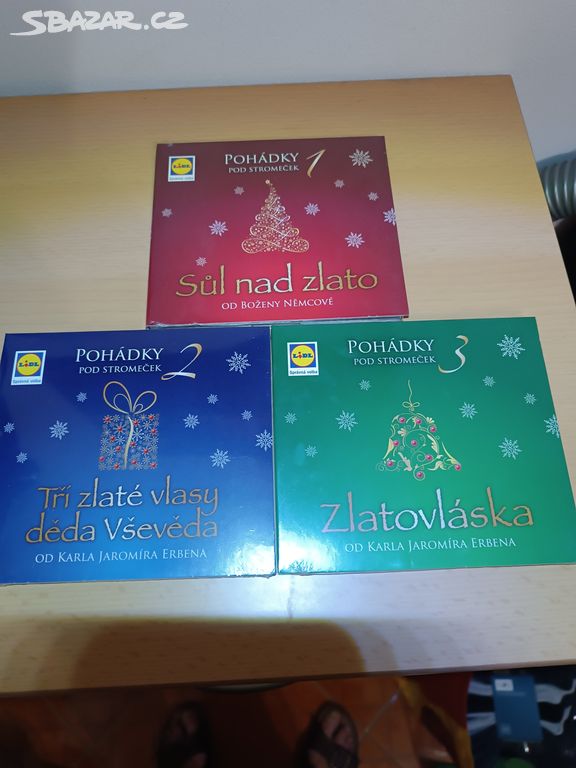 SBAZAR.CZ
LIDL
Správná volba
POHÁDKY 1
POD STROMEČEK
Sůl nad zlato
OD BOŽENY NĚMCOVÉ
LIDL
Správná volba
POHÁDKY 2
POD STROMEČEK
Tři zlaté vlasy
děda Vševěda
OD KARLA JAROMÍRA ERBENA
LIDL
Správná volba
POHÁDKY 3
POD STROMEČEK
Zlatovláska
OD KARLA JAROMÍRA ERBENA